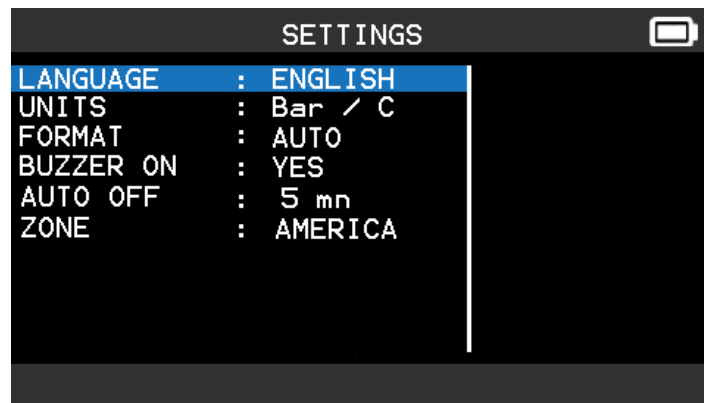 SETTINGS
LANGUAGE : ENGLISH
UNITS : Bar / C
FORMAT : AUTO
BUZZER ON : YES
AUTO OFF : 5 mn
ZONE : AMERICA